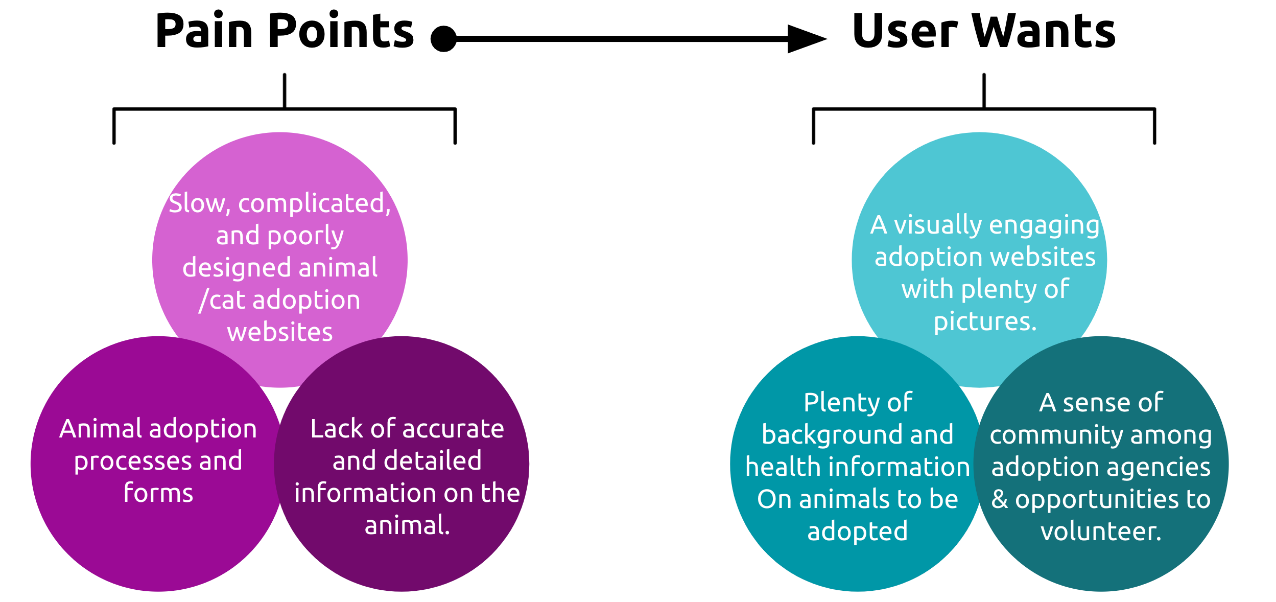 Pain Points
User Wants
Slow, complicated,
and poorly
designed animal
/cat adoption
websites
Animal adoption
processes and
forms
Lack of accurate
and detailed
information on the
animal.
A visually engaging
adoption websites
with plenty of
pictures.
Plenty of
background and
health information
On animals to be
adopted
A sense of
community among
adoption agencies
& opportunities to
volunteer.